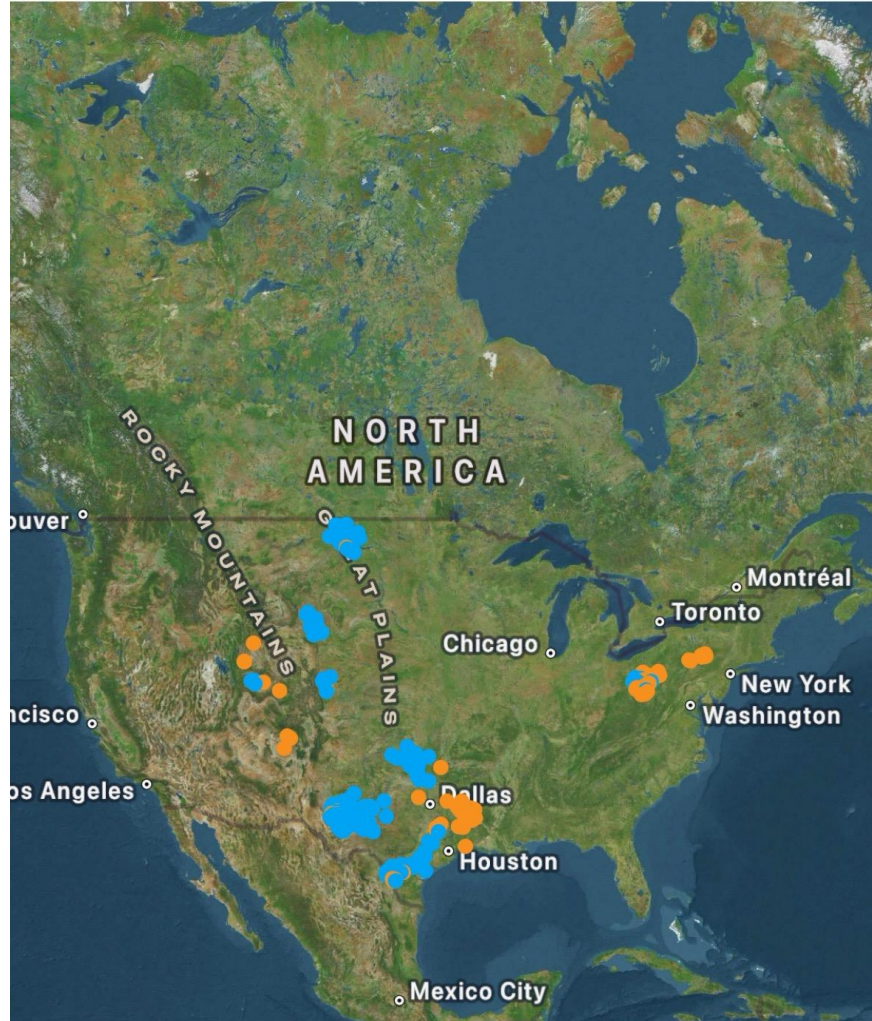 NORTH
AMERICA
ROCKY MOUNTAINS
G AT PLAINS
ouver
Montréal
Toronto
Chicago
New York
Washington
ncisco
os Angeles
Dallas
Houston
Mexico City